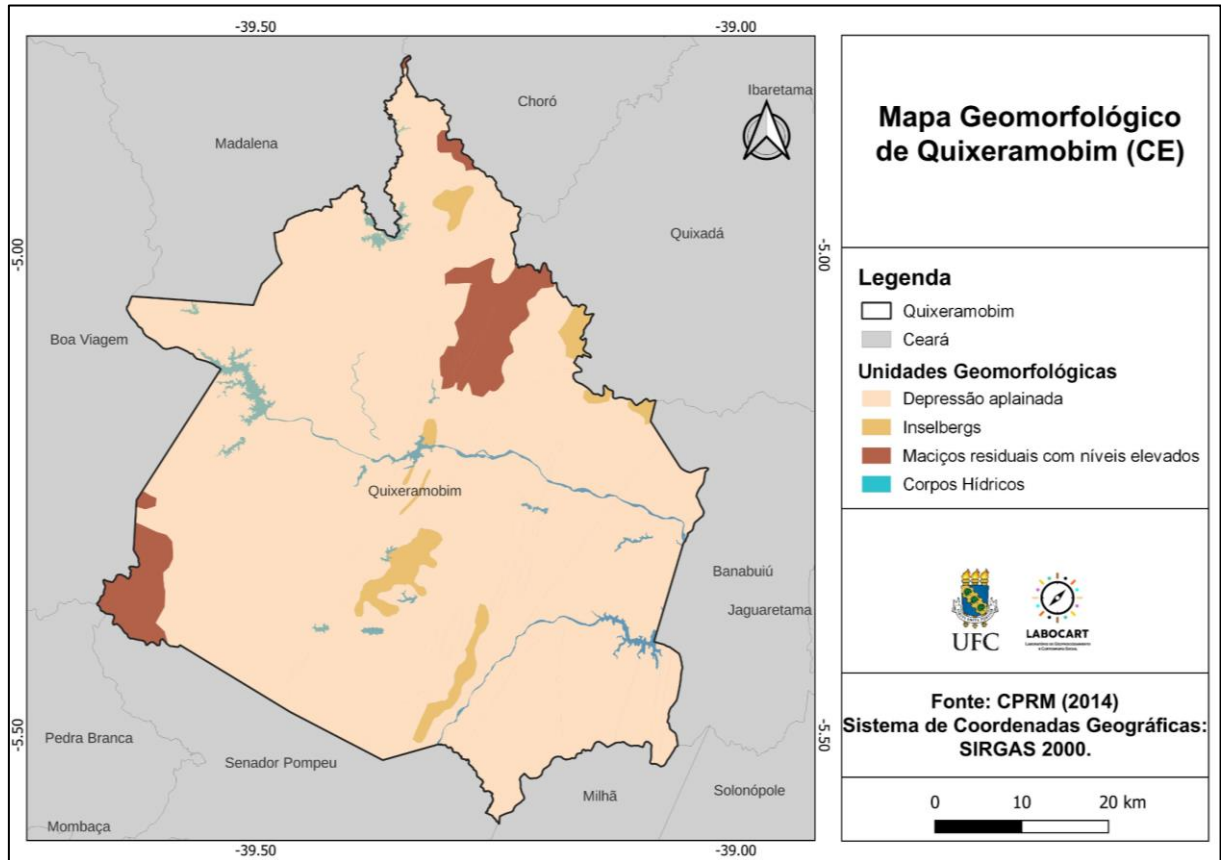 -39.50
-39.00
Ibaretama
Choró
Madalena
Quixadá
-5.00
-5.00
Boa Viagem
Quixeramobim
Banabuiú
Jaguaretama
-5.50
-5.50
Pedra Branca
Senador Pompeu
Milhã
Solonópole
Mombaça
-39.50
-39.00
Mapa Geomorfológico
de Quixeramobim (CE)
Legenda
Quixeramobim
Ceará
Unidades Geomorfológicas
Depressão aplainada
Inselbergs
Maciços residuais com níveis elevados
Corpos Hídricos
UFC
LABOCART
Fonte: CPRM (2014)
Sistema de Coordenadas Geográficas:
SIRGAS 2000.
0 10 20 km